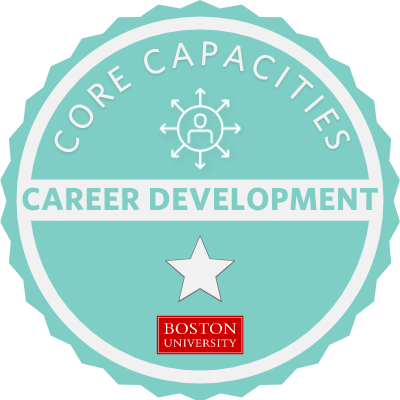 CORE CAPACITIES
CAREER DEVELOPMENT
BOSTON
UNIVERSITY